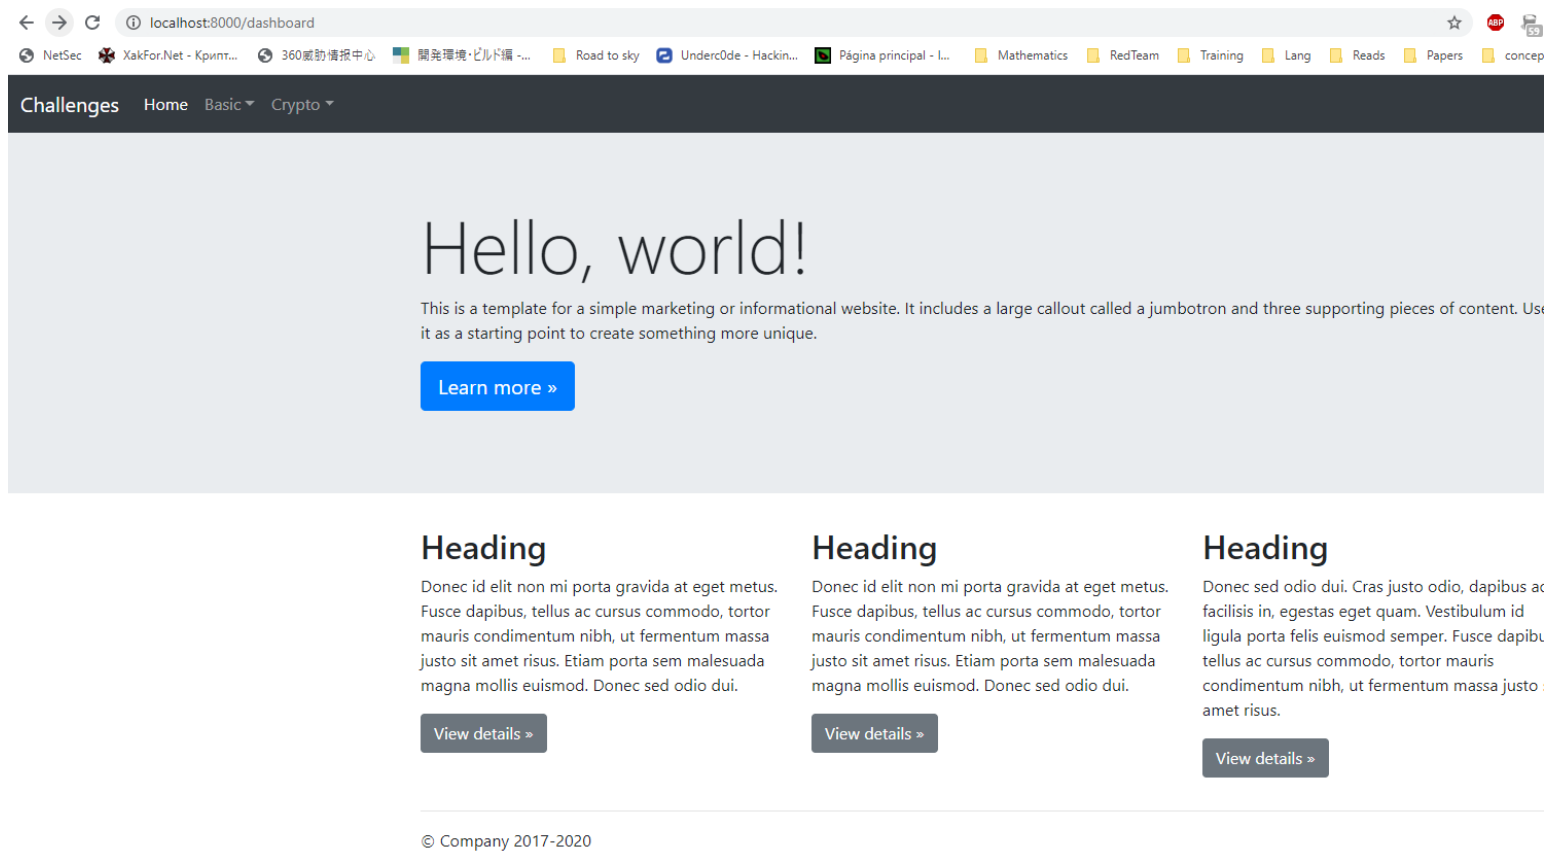 localhost:8000/dashboard
ABP
59
NetSec XakFor.Net - Крипт... 360威胁情报中心 開発環境・ビルド編 -... Road to sky Underc0de - Hackin... Página principal - I... Mathematics RedTeam Training Lang Reads Papers concep
Challenges Home Basic Crypto
Hello, world!
This is a template for a simple marketing or informational website. It includes a large callout called a jumbotron and three supporting pieces of content. Use
it as a starting point to create something more unique.
Learn more »
Heading
Donec id elit non mi porta gravida at eget metus.
Fusce dapibus, tellus ac cursus commodo, tortor
mauris condimentum nibh, ut fermentum massa
justo sit amet risus. Etiam porta sem malesuada
magna mollis euismod. Donec sed odio dui.
View details »
Heading
Donec id elit non mi porta gravida at eget metus.
Fusce dapibus, tellus ac cursus commodo, tortor
mauris condimentum nibh, ut fermentum massa
justo sit amet risus. Etiam porta sem malesuada
magna mollis euismod. Donec sed odio dui.
View details »
Heading
Donec sed odio dui. Cras justo odio, dapibus ac
facilisis in, egestas eget quam. Vestibulum id
ligula porta felis euismod semper. Fusce dapibu
tellus ac cursus commodo, tortor mauris
condimentum nibh, ut fermentum massa justo
amet risus.
View details »
© Company 2017-2020